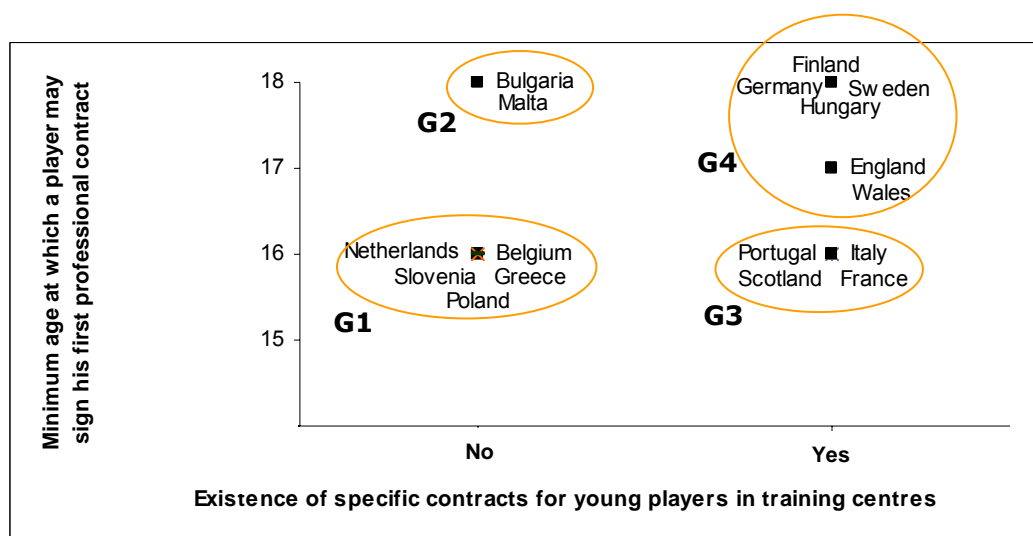 Minimum age at which a player may
sign his first professional contract
18
17
16
15
Bulgaria
Malta
G2
Finland
Germany Sweden
Hungary
G4
England
Wales
Netherlands Belgium
Slovenia Greece
Poland
G1
Portugal Italy
Scotland France
G3
No Yes
Existence of specific contracts for young players in training centres